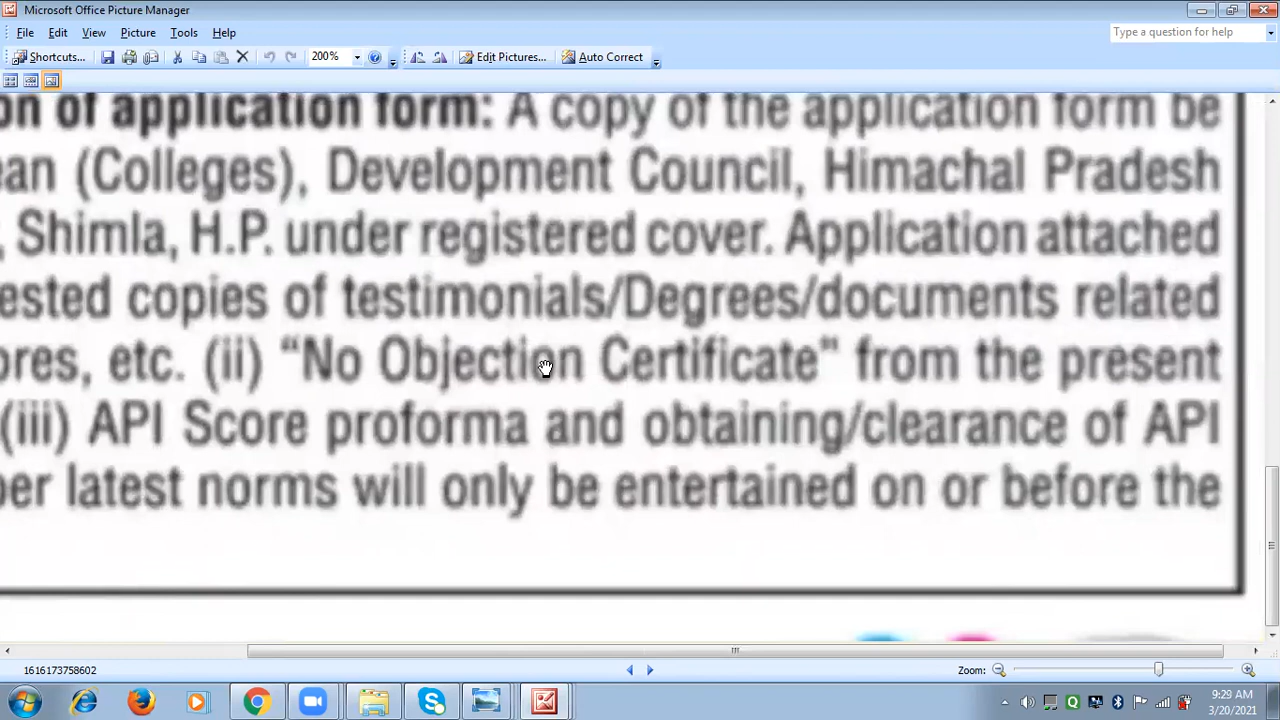 Microsoft Office Picture Manager
File Edit View Picture Tools Help
Type a question for help
Shortcuts... 200% Edit Pictures... Auto Correct
on of application form: A copy of the application form be
ean (Colleges), Development Council, Himachal Pradesh
, Shimla, H.P. under registered cover. Application attached
ested copies of testimonials/Degrees/documents related
ores, etc. (ii) “No Objection Certificate" from the present
(iii) API Score proforma and obtaining/clearance of API
per latest norms will only be entertained on or before the
1616173758602 Zoom:
9:29 AM
3/20/2021